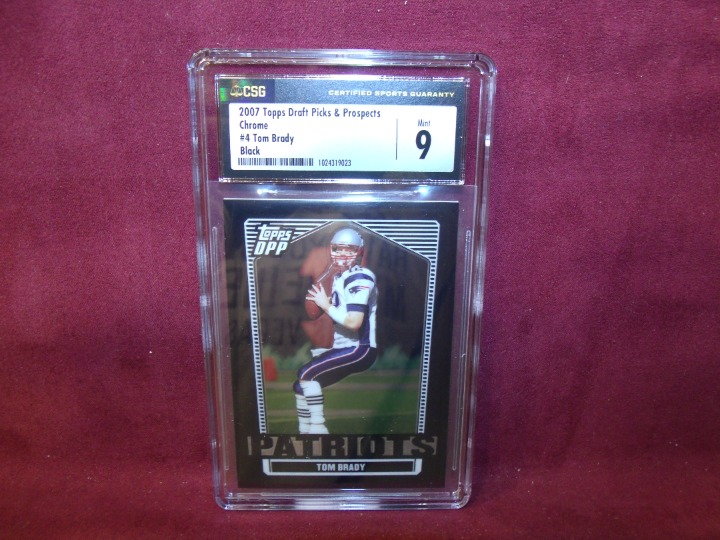 CSG
CERTIFIED SPORTS GUARANTY
2007 Topps Draft Picks & Prospects
Chrome
#4 Tom Brady
Black
Mint
9
1024319023
TOPPS
DPP
PATRIOTS
TOM BRADY